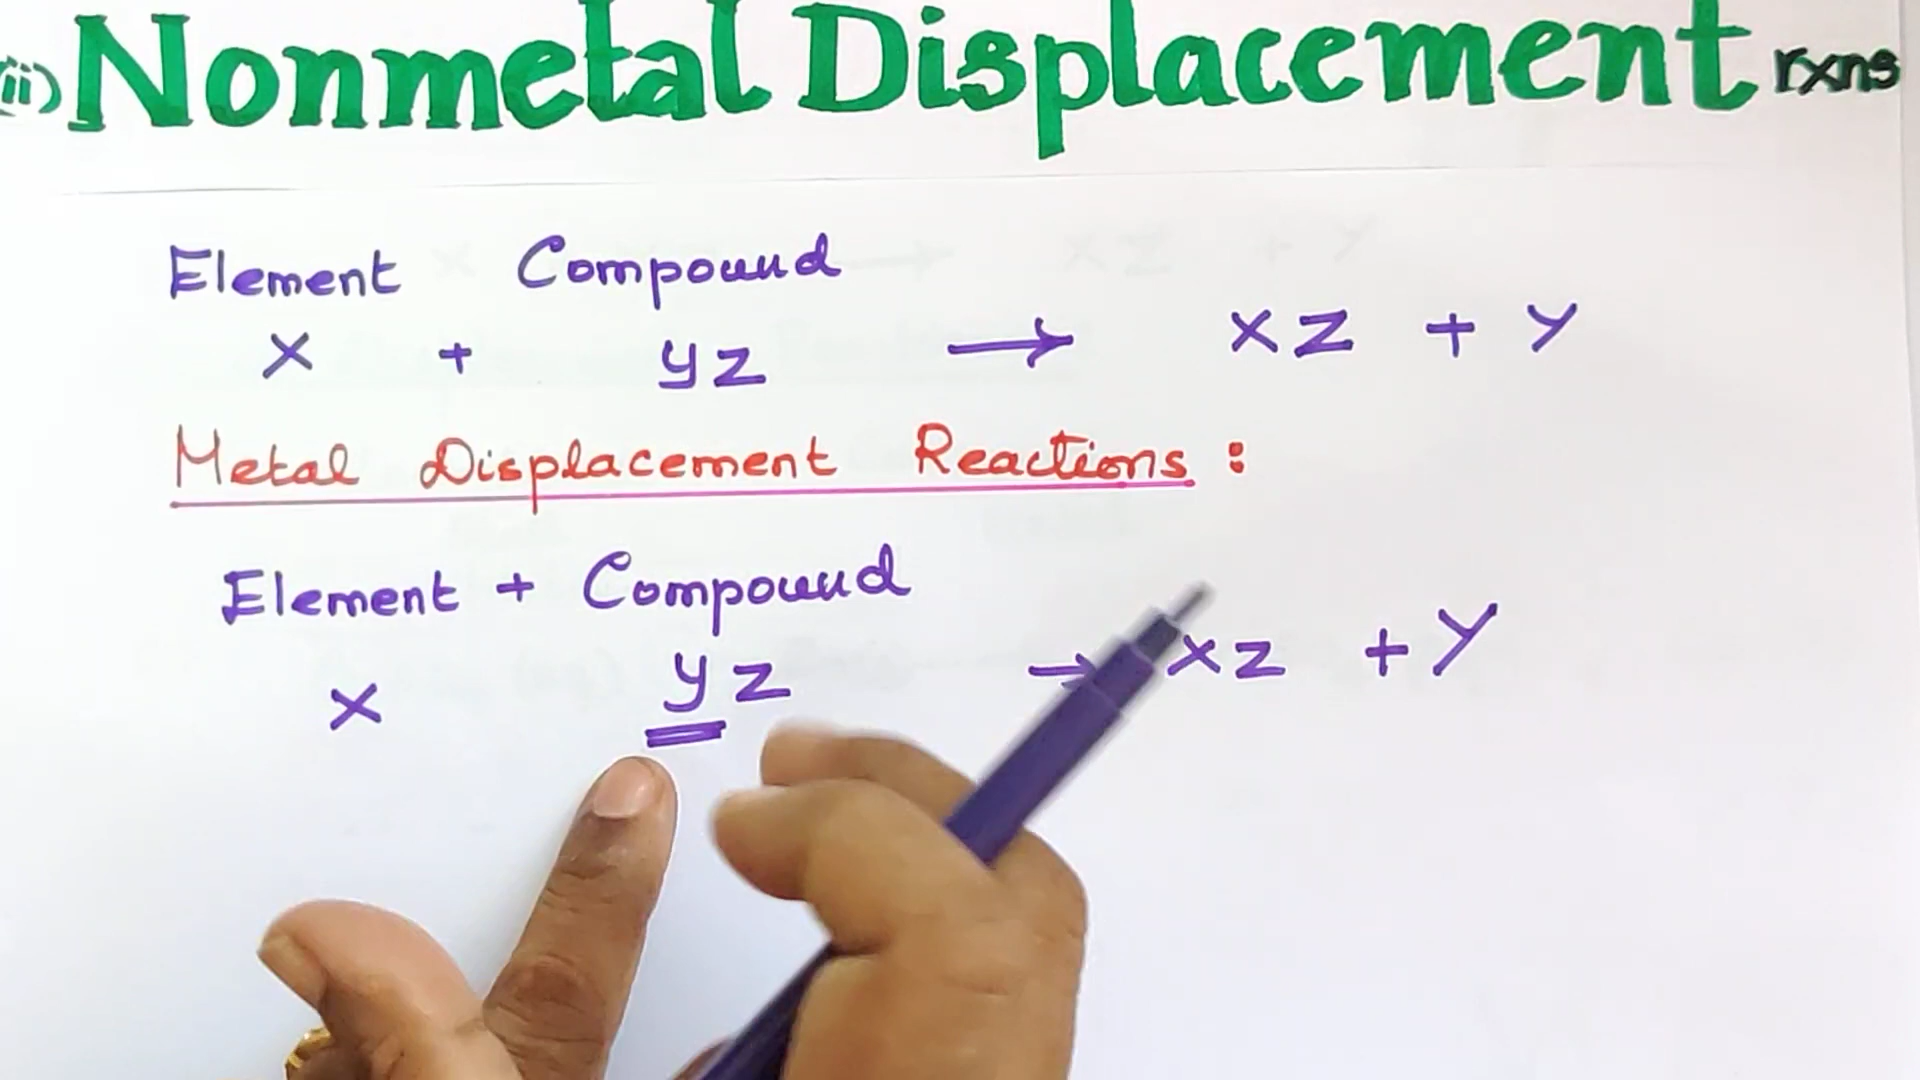 (ii) Nonmetal Displacement rxns
Element Compound
X + YZ → XZ + Y
Metal Displacement Reactions :
Element + Compound
X YZ → XZ + Y